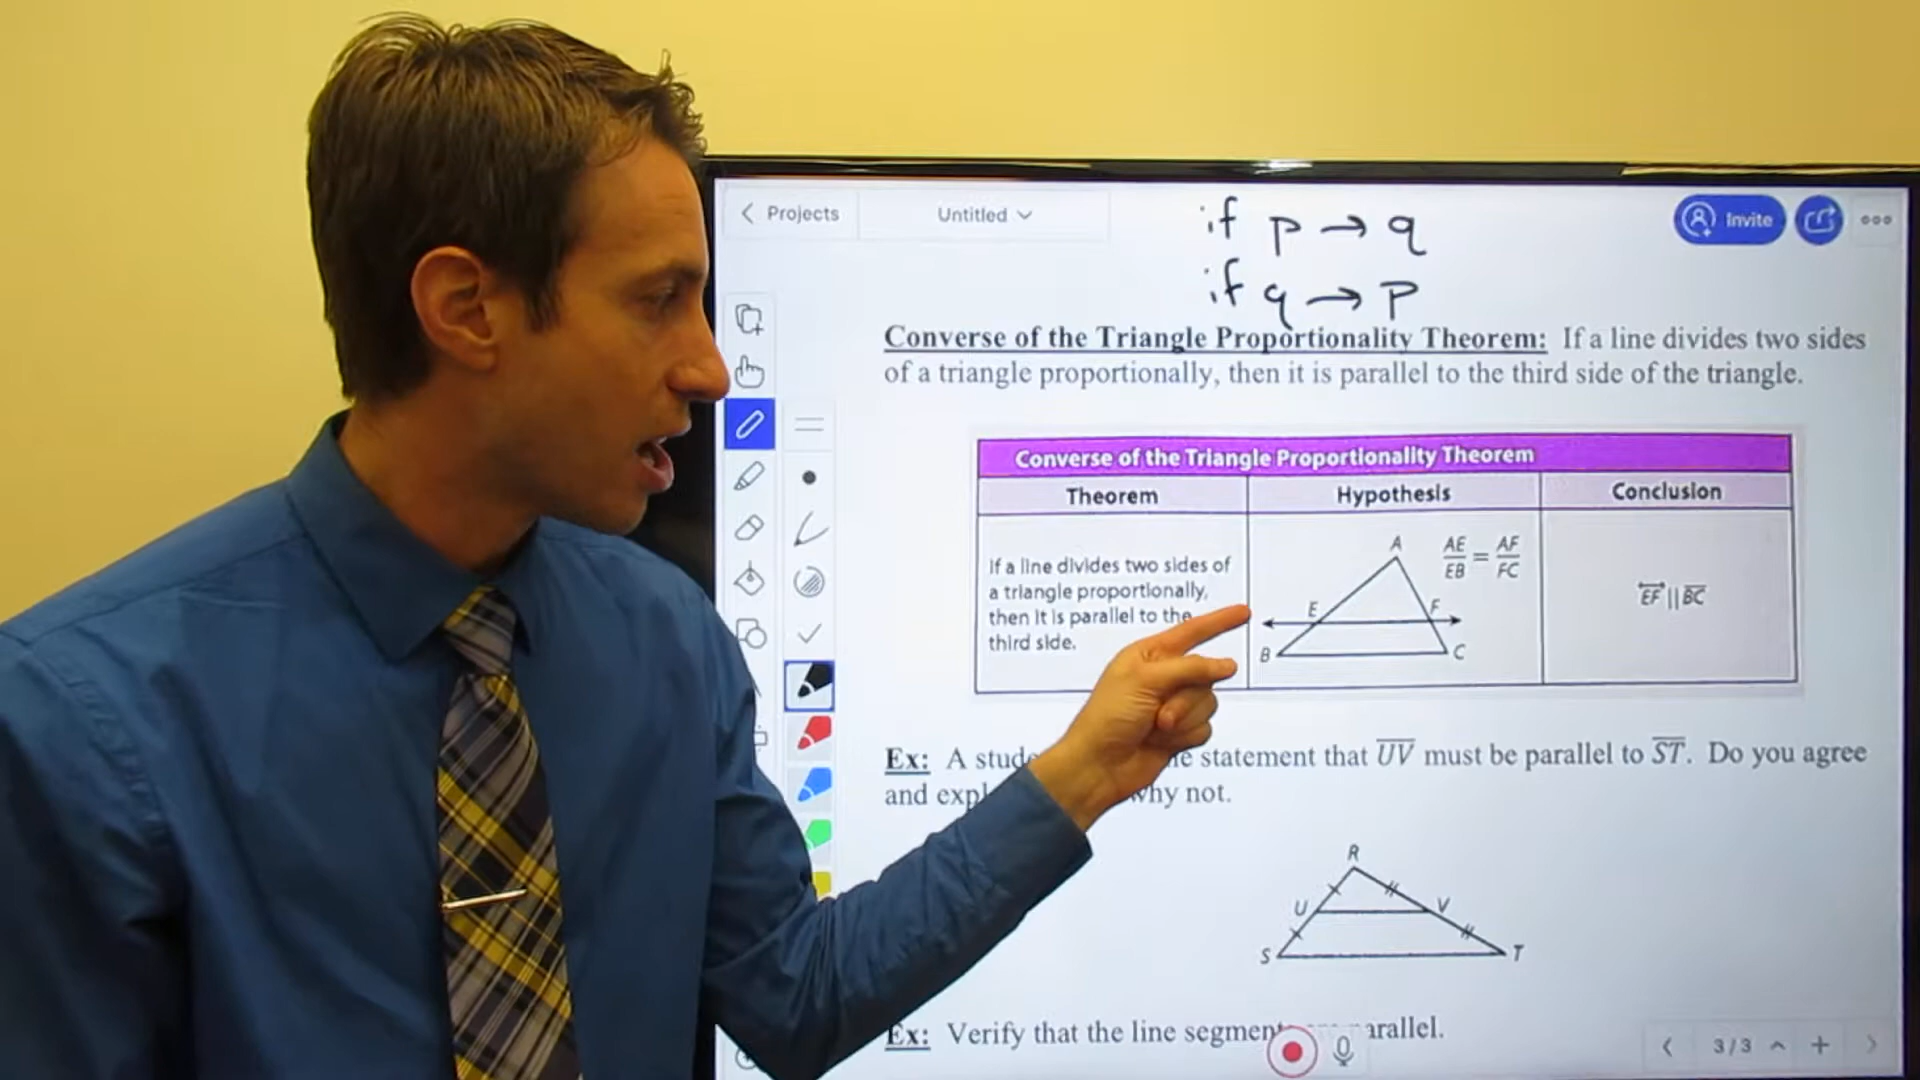 Projects
Untitled
if p → q
Invite
if q → p
Converse of the Triangle Proportionality Theorem: If a line divides two sides
of a triangle proportionally, then it is parallel to the third side of the triangle.
Converse of the Triangle Proportionality Theorem
Theorem
Hypothesis
Conclusion
If a line divides two sides of
a triangle proportionally,
then it is parallel to the
third side.
A
AE/EB = AF/FC
E
F
B
C
EF || BC
Ex: A statement that UV must be parallel to ST. Do you agree
and why not.
R
U
V
S
T
Ex: Verify that the line
3/3